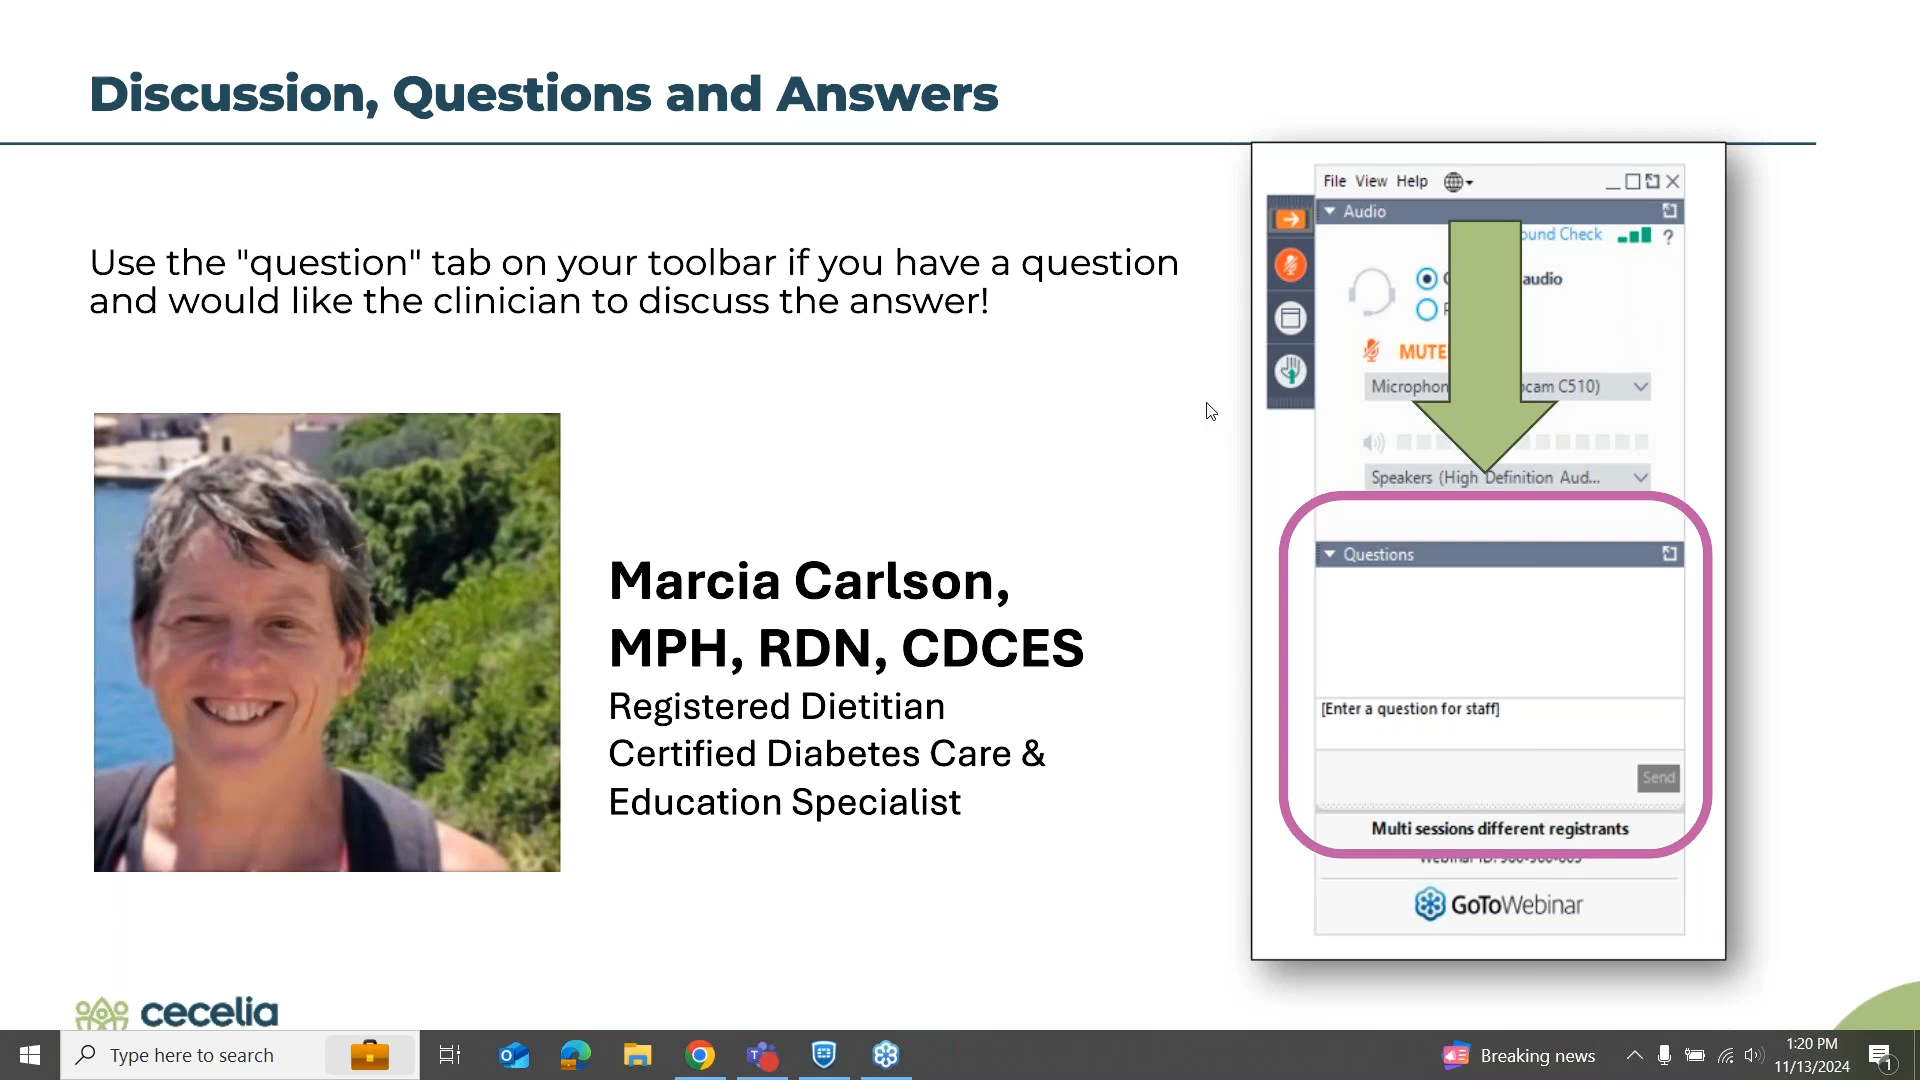 Discussion, Questions and Answers
Use the "question" tab on your toolbar if you have a question
and would like the clinician to discuss the answer!
Marcia Carlson,
MPH, RDN, CDCES
Registered Dietitian
Certified Diabetes Care &
Education Specialist
File View Help
Audio
ound Check ?
audio
MUTE
Microphon cam C510)
Speakers (High Definition Aud...
Questions
[Enter a question for staff]
Send
Multi sessions different registrants
GoToWebinar
cecelia
Type here to search
Breaking news
1:20 PM
11/13/2024
1